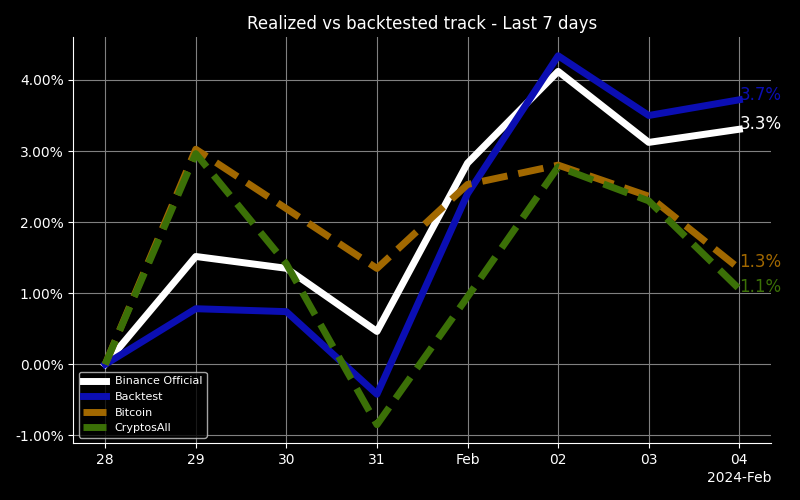 Realized vs backtested track - Last 7 days
4.00%
3.00%
2.00%
1.00%
0.00%
-1.00%
3.7%
3.3%
1.3%
1.1%
Binance Official
Backtest
Bitcoin
CryptosAll
28 29 30 31 Feb 02 03 04
2024-Feb